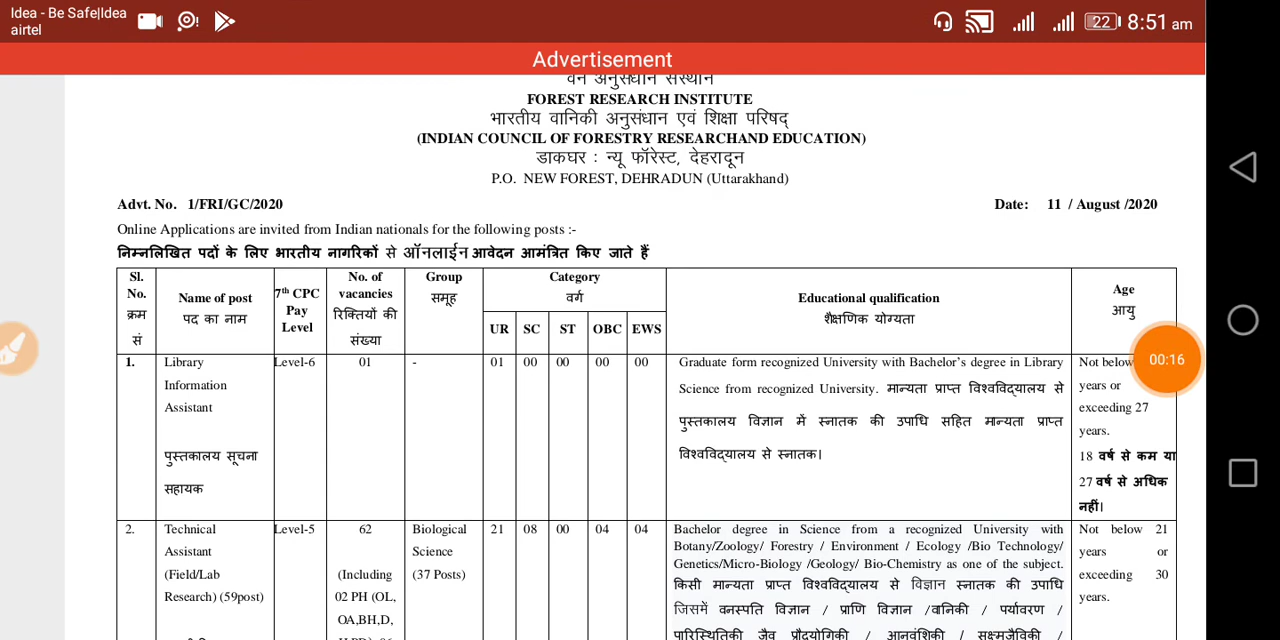 Idea - Be Safe|Idea
airtel
22
8:51 am
Advertisement
वन अनुसंधान संस्थान
FOREST RESEARCH INSTITUTE
भारतीय वानिकी अनुसंधान एवं शिक्षा परिषद्
(INDIAN COUNCIL OF FORESTRY RESEARCHAND EDUCATION)
डाकघर : न्यू फॉरेस्ट, देहरादून
P.O. NEW FOREST, DEHRADUN (Uttarakhand)
Advt. No. 1/FRI/GC/2020 Date: 11 / August /2020
Online Applications are invited from Indian nationals for the following posts :-
निम्नलिखित पदों के लिए भारतीय नागरिकों से ऑनलाईन आवेदन आमंत्रित किए जाते हैं
Sl.
No.
क्रम
सं
Name of post
पद का नाम
7th CPC
Pay
Level
No. of
vacancies
रिक्तियों की
संख्या
Group
समूह
Category
वर्ग
UR SC ST OBC EWS
Educational qualification
शैक्षणिक योग्यता
Age
आयु
1.
Library
Information
Assistant
पुस्तकालय सूचना
सहायक
Level-6
01
-
01 00 00 00 00
Graduate form recognized University with Bachelor's degree in Library
Science from recognized University. मान्यता प्राप्त विश्वविद्यालय से
पुस्तकालय विज्ञान में स्नातक की उपाधि सहित मान्यता प्राप्त
विश्वविद्यालय से स्नातक।
Not below
years or
exceeding 27
years.
18 वर्ष से कम या
27 वर्ष से अधिक
नहीं।
00:16
2.
Technical
Assistant
(Field/Lab
Research) (59post)
Level-5
62
(Including
02 PH (OL,
OA,BH,D,
Biological
Science
(37 Posts)
21 08 00 04 04
Bachelor degree in Science from a recognized University with
Botany/Zoology/ Forestry / Environment / Ecology /Bio Technology/
Genetics/Micro-Biology /Geology/ Bio-Chemistry as one of the subject.
किसी मान्यता प्राप्त विश्वविद्यालय से विज्ञान स्नातक की उपाधि
जिसमें वनस्पति विज्ञान / प्राणि विज्ञान /वानिकी / पर्यावरण /
पारिस्थितिकी जैव प्रौदयोगिकी / आनुवंशिकी / सूक्ष्मजैविकी /
Not below 21
years or
exceeding 30
years.